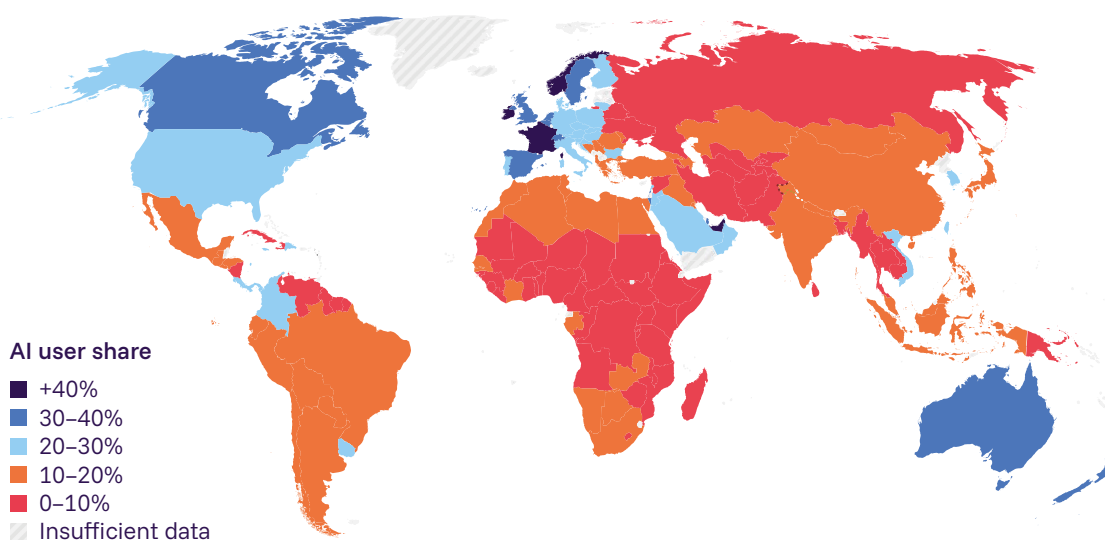 AI user share
+40%
30–40%
20–30%
10–20%
0–10%
Insufficient data